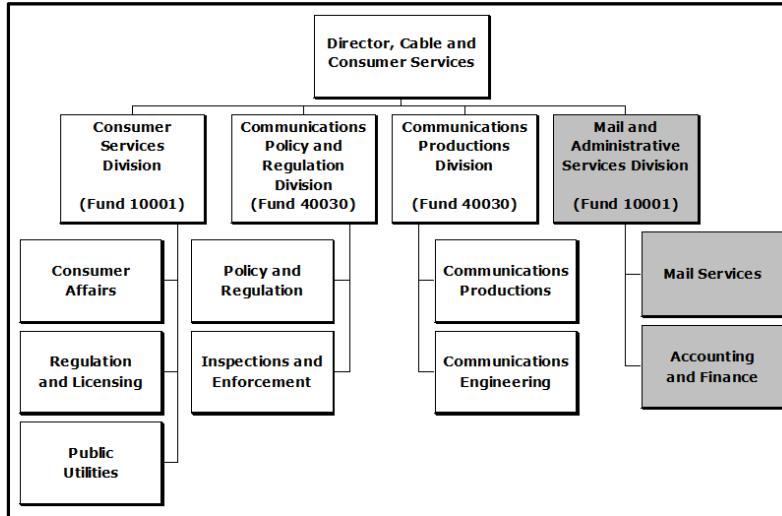 Director, Cable and
Consumer Services
Consumer
Services
Division
(Fund 10001)
Communications
Policy and
Regulation
Division
(Fund 40030)
Communications
Productions
Division
(Fund 40030)
Mail and
Administrative
Services Division
(Fund 10001)
Consumer
Affairs
Regulation
and Licensing
Public
Utilities
Policy and
Regulation
Inspections and
Enforcement
Communications
Productions
Communications
Engineering
Mail Services
Accounting
and Finance